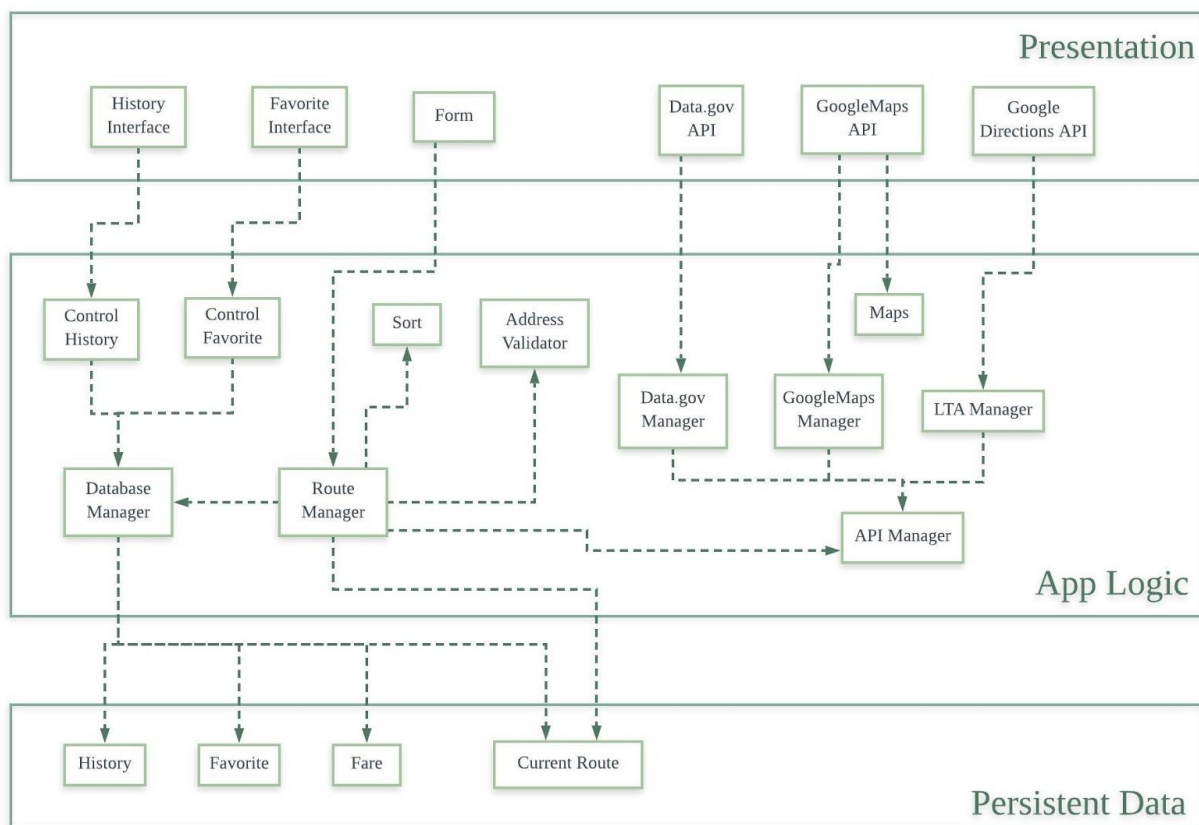 Presentation
History
Interface
Favorite
Interface
Form
Data.gov
API
GoogleMaps
API
Google
Directions API
Control
History
Control
Favorite
Sort
Address
Validator
Maps
Data.gov
Manager
GoogleMaps
Manager
LTA Manager
Database
Manager
Route
Manager
API Manager
App Logic
History
Favorite
Fare
Current Route
Persistent Data